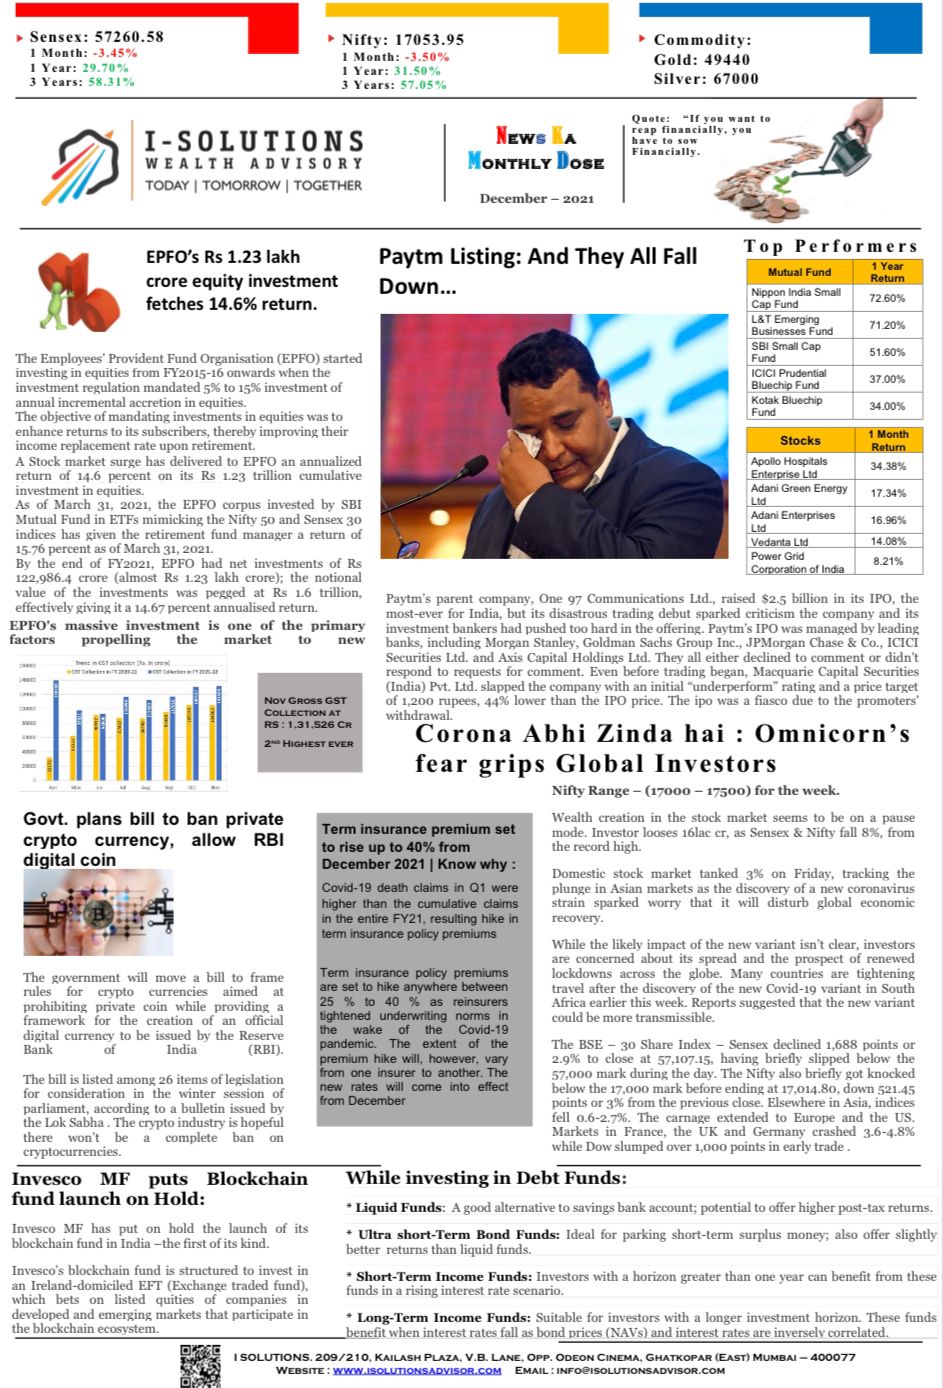 Sensex: 57260.58
1 Month: -3.45%
1 Year: 29.70%
3 Years: 58.31%
Nifty: 17053.95
1 Month: -3.50%
1 Year: 31.50%
3 Years: 57.05%
Commodity:
Gold: 49440
Silver: 67000
I-SOLUTIONS
WEALTH ADVISORY
TODAY | TOMORROW | TOGETHER
NEWS KA
MONTHLY DOSE
December – 2021
Quote: "If you want to
reap financially, you
have to sow
Financially.
EPFO's Rs 1.23 lakh
crore equity investment
fetches 14.6% return.
The Employees' Provident Fund Organisation (EPFO) started
investing in equities from FY2015-16 onwards when the
investment regulation mandated 5% to 15% investment of
annual incremental accretion in equities.
The objective of mandating investments in equities was to
enhance returns to its subscribers, thereby improving their
income replacement rate upon retirement.
A Stock market surge has delivered to EPFO an annualized
return of 14.6 percent on its Rs 1.23 trillion cumulative
investment in equities.
As of March 31, 2021, the EPFO corpus invested by SBI
Mutual Fund in ETFs mimicking the Nifty 50 and Sensex 30
indices has given the retirement fund manager a return of
15.76 percent as of March 31, 2021.
By the end of FY2021, EPFO had net investments of Rs
122,986.4 crore (almost Rs 1.23 lakh crore); the notional
value of the investments was pegged at Rs 1.6 trillion,
effectively giving it a 14.67 percent annualised return.
EPFO's massive investment is one of the primary
factors propelling the market to new
Trend in GST collection (Rs. in crore)
GST Collection in FY 2020-21 GST Collection in FY 2021-22
160000
140000
120000
100000
80000
60000
40000
20000
0
Apr May Jun Jul Aug Sep Oct Nov
NOV GROSS GST
COLLECTION AT
RS : 1,31,526 CR
2ND HIGHEST EVER
Paytm Listing: And They All Fall
Down...
Paytm's parent company, One 97 Communications Ltd., raised $2.5 billion in its IPO, the
most-ever for India, but its disastrous trading debut sparked criticism the company and its
investment bankers had pushed too hard in the offering. Paytm's IPO was managed by leading
banks, including Morgan Stanley, Goldman Sachs Group Inc., JPMorgan Chase & Co., ICICI
Securities Ltd. and Axis Capital Holdings Ltd. They all either declined to comment or didn't
respond to requests for comment. Even before trading began, Macquarie Capital Securities
(India) Pvt. Ltd. slapped the company with an initial "underperform" rating and a price target
of 1,200 rupees, 44% lower than the IPO price. The ipo was a fiasco due to the promoters'
withdrawal.
Top Performers
Mutual Fund 1 Year Return
Nippon India Small Cap Fund 72.60%
L&T Emerging Businesses Fund 71.20%
SBI Small Cap Fund 51.60%
ICICI Prudential Bluechip Fund 37.00%
Kotak Bluechip Fund 34.00%
Stocks 1 Month Return
Apollo Hospitals Enterprise Ltd 34.38%
Adani Green Energy Ltd 17.34%
Adani Enterprises Ltd 16.96%
Vedanta Ltd 14.08%
Power Grid Corporation of India 8.21%
Corona Abhi Zinda hai : Omnicorn's
fear grips Global Investors
Nifty Range – (17000 – 17500) for the week.
Wealth creation in the stock market seems to be on a pause
mode. Investor looses 16lac cr, as Sensex & Nifty fall 8%, from
the record high.
Domestic stock market tanked 3% on Friday, tracking the
plunge in Asian markets as the discovery of a new coronavirus
strain sparked worry that it will disturb global economic
recovery.
While the likely impact of the new variant isn't clear, investors
are concerned about its spread and the prospect of renewed
lockdowns across the globe. Many countries are tightening
travel after the discovery of the new Covid-19 variant in South
Africa earlier this week. Reports suggested that the new variant
could be more transmissible.
The BSE – 30 Share Index – Sensex declined 1,688 points or
2.9% to close at 57,107.15, having briefly slipped below the
57,000 mark during the day. The Nifty also briefly got knocked
below the 17,000 mark before ending at 17,014.80, down 521.45
points or 3% from the previous close. Elsewhere in Asia, indices
fell 0.6-2.7%. The carnage extended to Europe and the US.
Markets in France, the UK and Germany crashed 3.6-4.8%
while Dow slumped over 1,000 points in early trade .
Govt. plans bill to ban private
crypto currency, allow RBI
digital coin
The government will move a bill to frame
rules for crypto currencies aimed at
prohibiting private coin while providing a
framework for the creation of an official
digital currency to be issued by the Reserve
Bank of India (RBI).
The bill is listed among 26 items of legislation
for consideration in the winter session of
parliament, according to a bulletin issued by
the Lok Sabha . The crypto industry is hopeful
there won't be a complete ban on
cryptocurrencies.
Term insurance premium set
to rise up to 40% from
December 2021 | Know why :
Covid-19 death claims in Q1 were
higher than the cumulative claims
in the entire FY21, resulting hike in
term insurance policy premiums
Term insurance policy premiums
are set to hike anywhere between
25 % to 40 % as reinsurers
tightened underwriting norms in
the wake of the Covid-19
pandemic. The extent of the
premium hike will, however, vary
from one insurer to another. The
new rates will come into effect
from December
Invesco MF puts Blockchain
fund launch on Hold:
Invesco MF has put on hold the launch of its
blockchain fund in India –the first of its kind.
Invesco's blockchain fund is structured to invest in
an Ireland-domiciled EFT (Exchange traded fund),
which bets on listed quities of companies in
developed and emerging markets that participate in
the blockchain ecosystem.
While investing in Debt Funds:
* Liquid Funds: A good alternative to savings bank account; potential to offer higher post-tax returns.
* Ultra short-Term Bond Funds: Ideal for parking short-term surplus money; also offer slightly
better returns than liquid funds.
* Short-Term Income Funds: Investors with a horizon greater than one year can benefit from these
funds in a rising interest rate scenario.
* Long-Term Income Funds: Suitable for investors with a longer investment horizon. These funds
benefit when interest rates fall as bond prices (NAVs) and interest rates are inversely correlated.
I SOLUTIONS. 209/210, KAILASH PLAZA, V.B. LANE, OPP. ODEON CINEMA, GHATKOPAR (EAST) MUMBAI – 400077
WEBSITE : WWW.ISOLUTIONSADVISOR.COM EMAIL : INFO@ISOLUTIONSADVISOR.COM